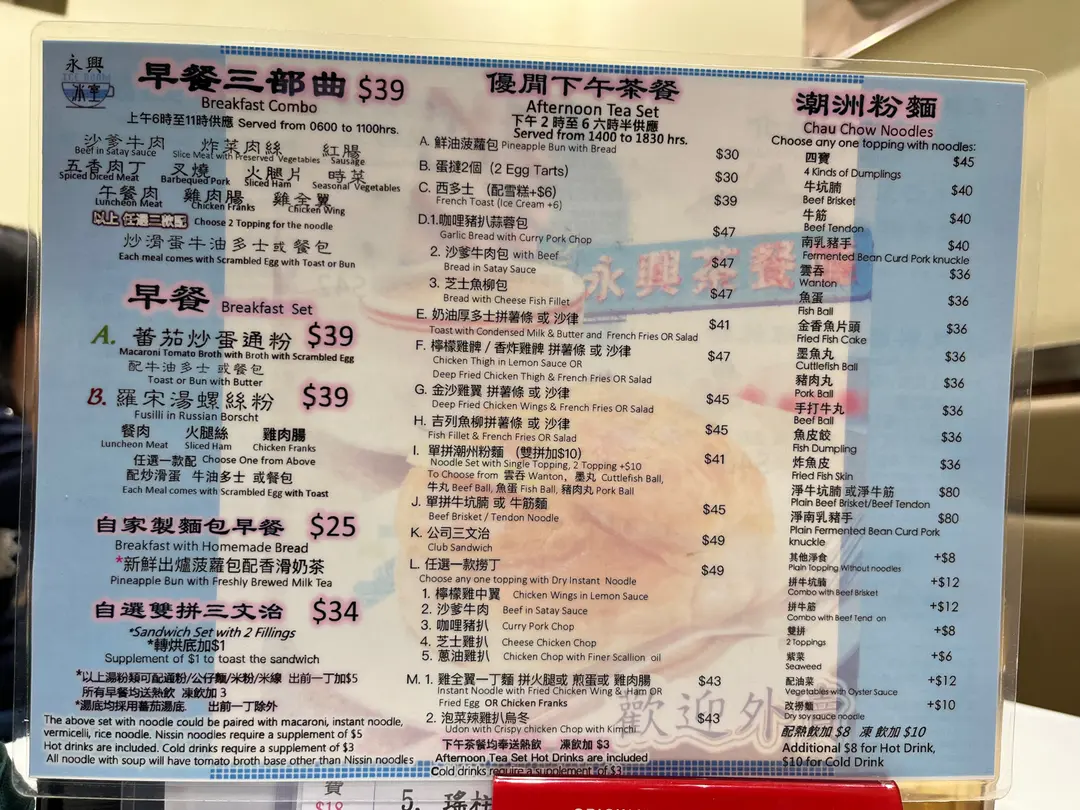 永興
TEA ROOM
冰室
早餐三部曲 $39
Breakfast Combo
上午6時至11時供應 Served from 0600 to 1100hrs.
沙爹牛肉 炸菜肉絲 紅腸
Beef in Satay sauce Slice Meat with Preserved Vegetables Sausage
五香肉丁 叉燒 火腿片 時菜
Spiced Diced Meat Barbequed Pork Sliced Ham Seasonal Vegetables
午餐肉 雞肉腸 雞全翼
Luncheon Meat Chicken Franks Chicken Wing
以上任選二款配 Choose 2 Topping for the noodle
炒滑蛋牛油多士或餐包
Each meal comes with Scrambled Egg with Toast or Bun
早餐 Breakfast Set
A. 蕃茄炒蛋通粉 $39
Macaroni Tomato Broth with Broth with Scrambled Egg
配牛油多士 或餐包
Toast or Bun with Butter
B. 羅宋湯螺絲粉 $39
Fusilli in Russian Borscht
餐肉 火腿絲 雞肉腸
Luncheon Meat Sliced Ham Chicken Franks
任選一款配 Choose One from Above
配炒滑蛋 牛油多士 或餐包
Each Meal comes with Scrambled Egg with Toast
自家製麵包早餐 $25
Breakfast with Homemade Bread
*新鮮出爐菠蘿包配香滑奶茶
Pineapple Bun with Freshly Brewed Milk Tea
自選雙拼三文治 $34
*Sandwich Set with 2 Fillings
*轉烘底加$1
Supplement of $1 to toast the sandwich
*以上湯粉類可配通粉/公仔麵/米粉/米線 出前一丁加$5
所有早餐均送熱飲 凍飲加 3
*湯底均採用蕃茄湯底. 出前一丁除外
The above set with noodle could be paired with macaroni, instant noodle,
vermicelli, rice noodle. Nissin noodles require a supplement of $5
Hot drinks are included. Cold drinks require a supplement of $3
All noodle with soup will have tomato broth base other than Nissin noodles
優閒下午茶餐
Afternoon Tea Set
下午 2 時至 6 六時半供應
Served from 1400 to 1830 hrs.
A. 鮮油菠蘿包 Pineapple Bun with Bread $30
B. 蛋撻2個 (2 Egg Tarts) $30
C. 西多士 (配雪糕+$6) $39
French Toast (Ice Cream +6)
D.1.咖哩豬扒蒜蓉包 $47
Garlic Bread with Curry Pork Chop
2. 沙爹牛肉包 with Beef $47
Bread in Satay Sauce
3. 芝士魚柳包 $47
Bread with Cheese Fish Fillet
E. 奶油厚多士拼薯條 或 沙律 $41
Toast with Condensed Milk & Butter and French Fries OR Salad
F. 檸檬雞髀 / 香炸雞髀 拼薯條 或 沙律 $47
Chicken Thigh in Lemon Sauce OR
Deep Fried Chicken Thigh & French Fries OR Salad
G. 金沙雞翼 拼薯條 或 沙律 $45
Deep Fried Chicken Wings & French Fries OR Salad
H. 吉列魚柳拼薯條 或 沙律 $45
Fish Fillet & French Fries OR Salad
I. 單拼潮州粉麵 (雙拼加$10) $41
Noodle Set with Single Topping, 2 Topping +$10
To Choose from 雲吞 Wanton, 墨丸 Cuttlefish Ball,
牛丸 Beef Ball, 魚蛋 Fish Ball, 豬肉丸 Pork Ball
J. 單拼牛坑腩 或 牛筋麵 $45
Beef Brisket / Tendon Noodle
K. 公司三文治 $49
Club Sandwich
L. 任選一款撈丁 $49
Choose any one topping with Dry Instant Noodle
1. 檸檬雞中翼 Chicken Wings in Lemon Sauce
2. 沙爹牛肉 Beef in Satay Sauce
3. 咖哩豬扒 Curry Pork Chop
4. 芝士雞扒 Cheese Chicken Chop
5. 蔥油雞扒 Chicken Chop with Finer Scallion oil
M. 1. 雞全翼一丁麵 拼火腿或 煎蛋或 雞肉腸 $43
Instant Noodle with Fried Chicken Wing & Ham OR
Fried Egg OR Chicken Franks
2. 泡菜辣雞扒烏冬 $43
Udon with Crispy chicken Chop with Kimchi
下午茶餐均奉送熱飲 凍飲加 $3
Afternoon Tea Set Hot Drinks are included
Cold drinks require a supplement of $3
永興茶餐廳
歡迎外賣
潮洲粉麵
Chau Chow Noodles
Choose any one topping with noodles:
四寶 $45
4 Kinds of Dumplings
牛坑腩 $40
Beef Brisket
牛筋 $40
Beef Tendon
南乳豬手 $40
Fermented Bean Curd Pork knuckle
雲吞 $36
Wanton
魚蛋 $36
Fish Ball
金香魚片頭 $36
Fried Fish Cake
墨魚丸 $36
Cuttlefish Ball
豬肉丸 $36
Pork Ball
手打牛丸 $36
Beef Ball
魚皮餃 $36
Fish Dumpling
炸魚皮 $36
Fried Fish Skin
淨牛坑腩 或淨牛筋 $80
Plain Beef Brisket/Beef Tendon
淨南乳豬手 $80
Plain Fermented Bean Curd Pork
knuckle
其他淨食 +$8
Plain Topping Without noodles
拼牛坑腩 +$12
Combo with Beef Brisket
拼牛筋 +$12
Combo with Beef Tend on
雙拼 +$8
2 Toppings
紫菜 +$6
Seaweed
配油菜 +$12
Vegetables with Oyster Sauce
改撈麵 +$10
Dry soy sauce noodle
配熱飲加 $8 凍 飲加 $10
Additional $8 for Hot Drink,
$10 for Cold Drink
$18
5. 瑤柱